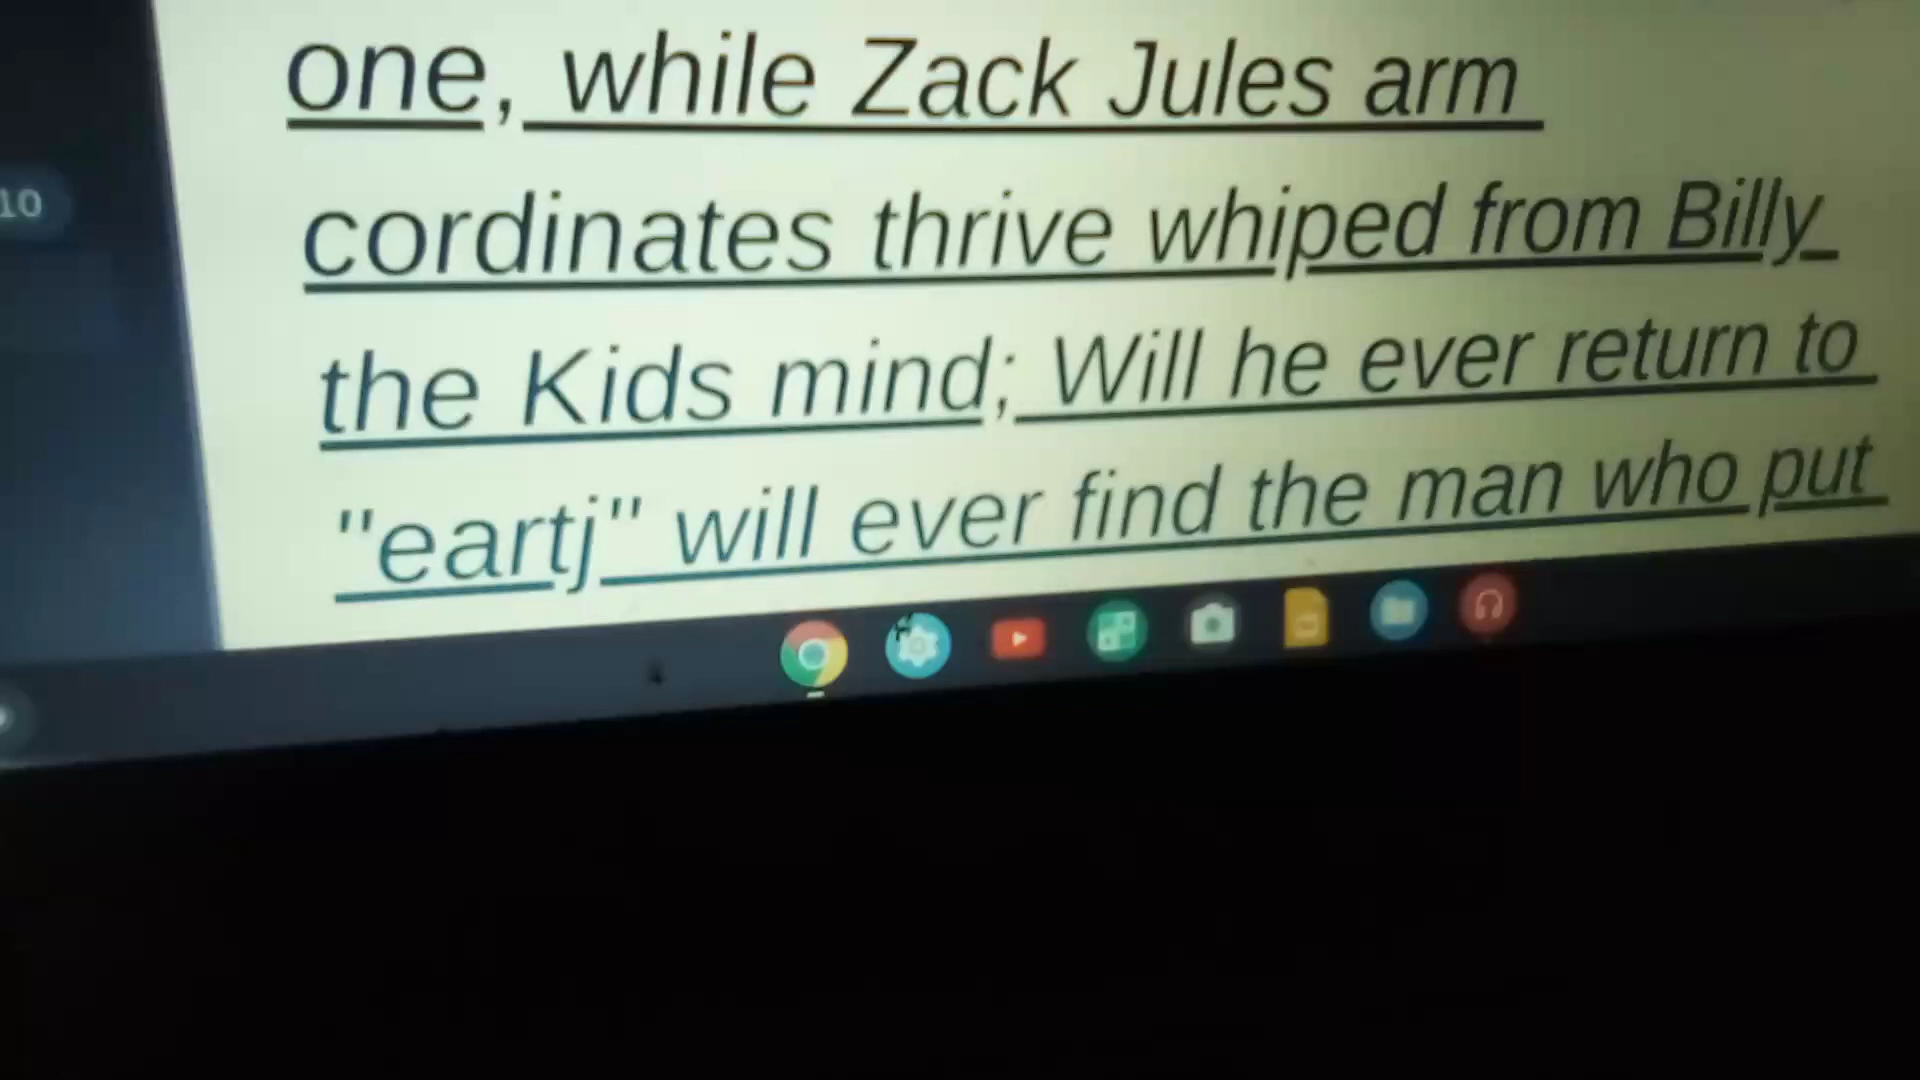 one, while Zack Jules arm
cordinates thrive whiped from Billy
the Kids mind; Will he ever return to
"eartj" will ever find the man who put
10